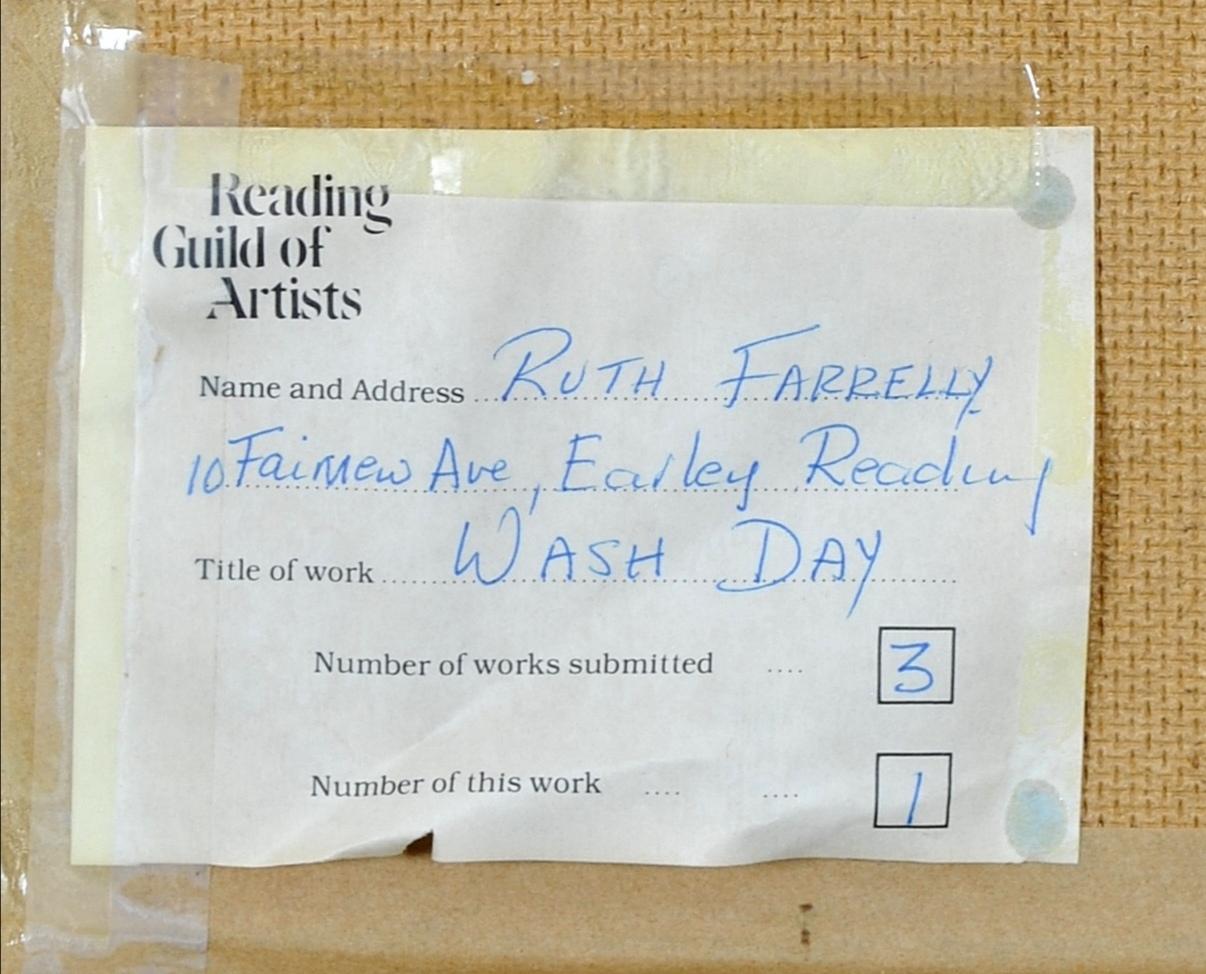 Reading
Guild of
Artists
Name and Address ... RUTH FARRELLY
10 Fairview Ave, Earley Reading
Title of work ... WASH DAY
Number of works submitted .... 3
Number of this work .... .... 1